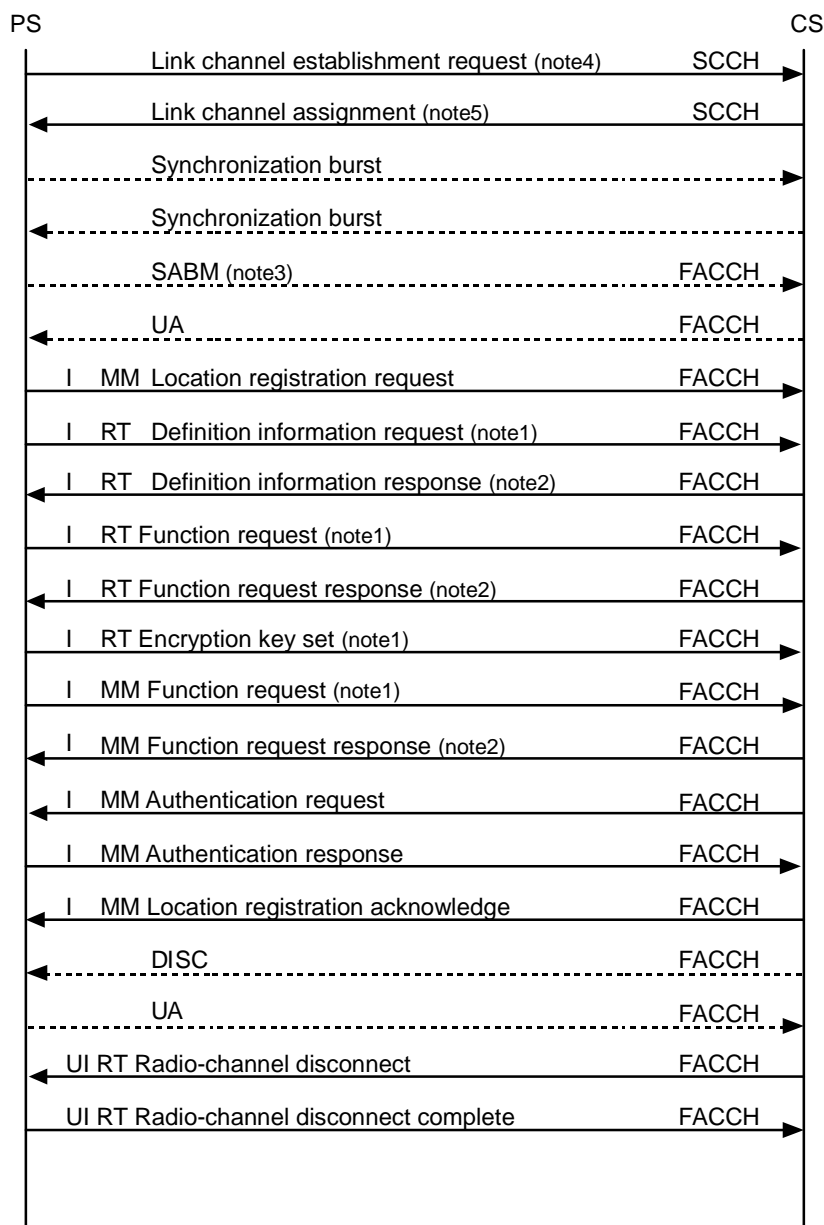 PS CS
Link channel establishment request (note4) SCCH
Link channel assignment (note5) SCCH
Synchronization burst
Synchronization burst
SABM (note3) FACCH
UA FACCH
I MM Location registration request FACCH
I RT Definition information request (note1) FACCH
I RT Definition information response (note2) FACCH
I RT Function request (note1) FACCH
I RT Function request response (note2) FACCH
I RT Encryption key set (note1) FACCH
I MM Function request (note1) FACCH
I MM Function request response (note2) FACCH
I MM Authentication request FACCH
I MM Authentication response FACCH
I MM Location registration acknowledge FACCH
DISC FACCH
UA FACCH
UI RT Radio-channel disconnect FACCH
UI RT Radio-channel disconnect complete FACCH